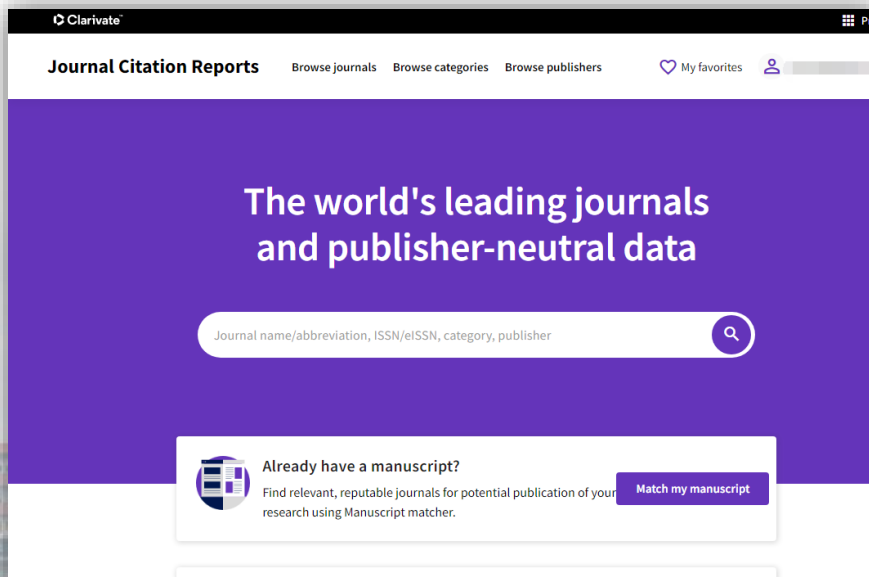 Clarivate™
Journal Citation Reports Browse journals Browse categories Browse publishers My favorites
The world's leading journals
and publisher-neutral data
Journal name/abbreviation, ISSN/eISSN, category, publisher
Already have a manuscript?
Find relevant, reputable journals for potential publication of your
research using Manuscript matcher.
Match my manuscript